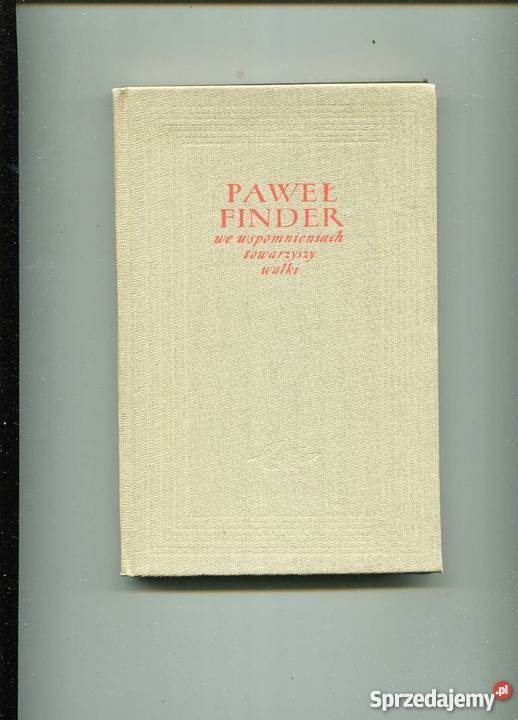 PAWEŁ
FINDER
we wspomnieniach
towarzyszy
walki
Sprzedajemy.pl